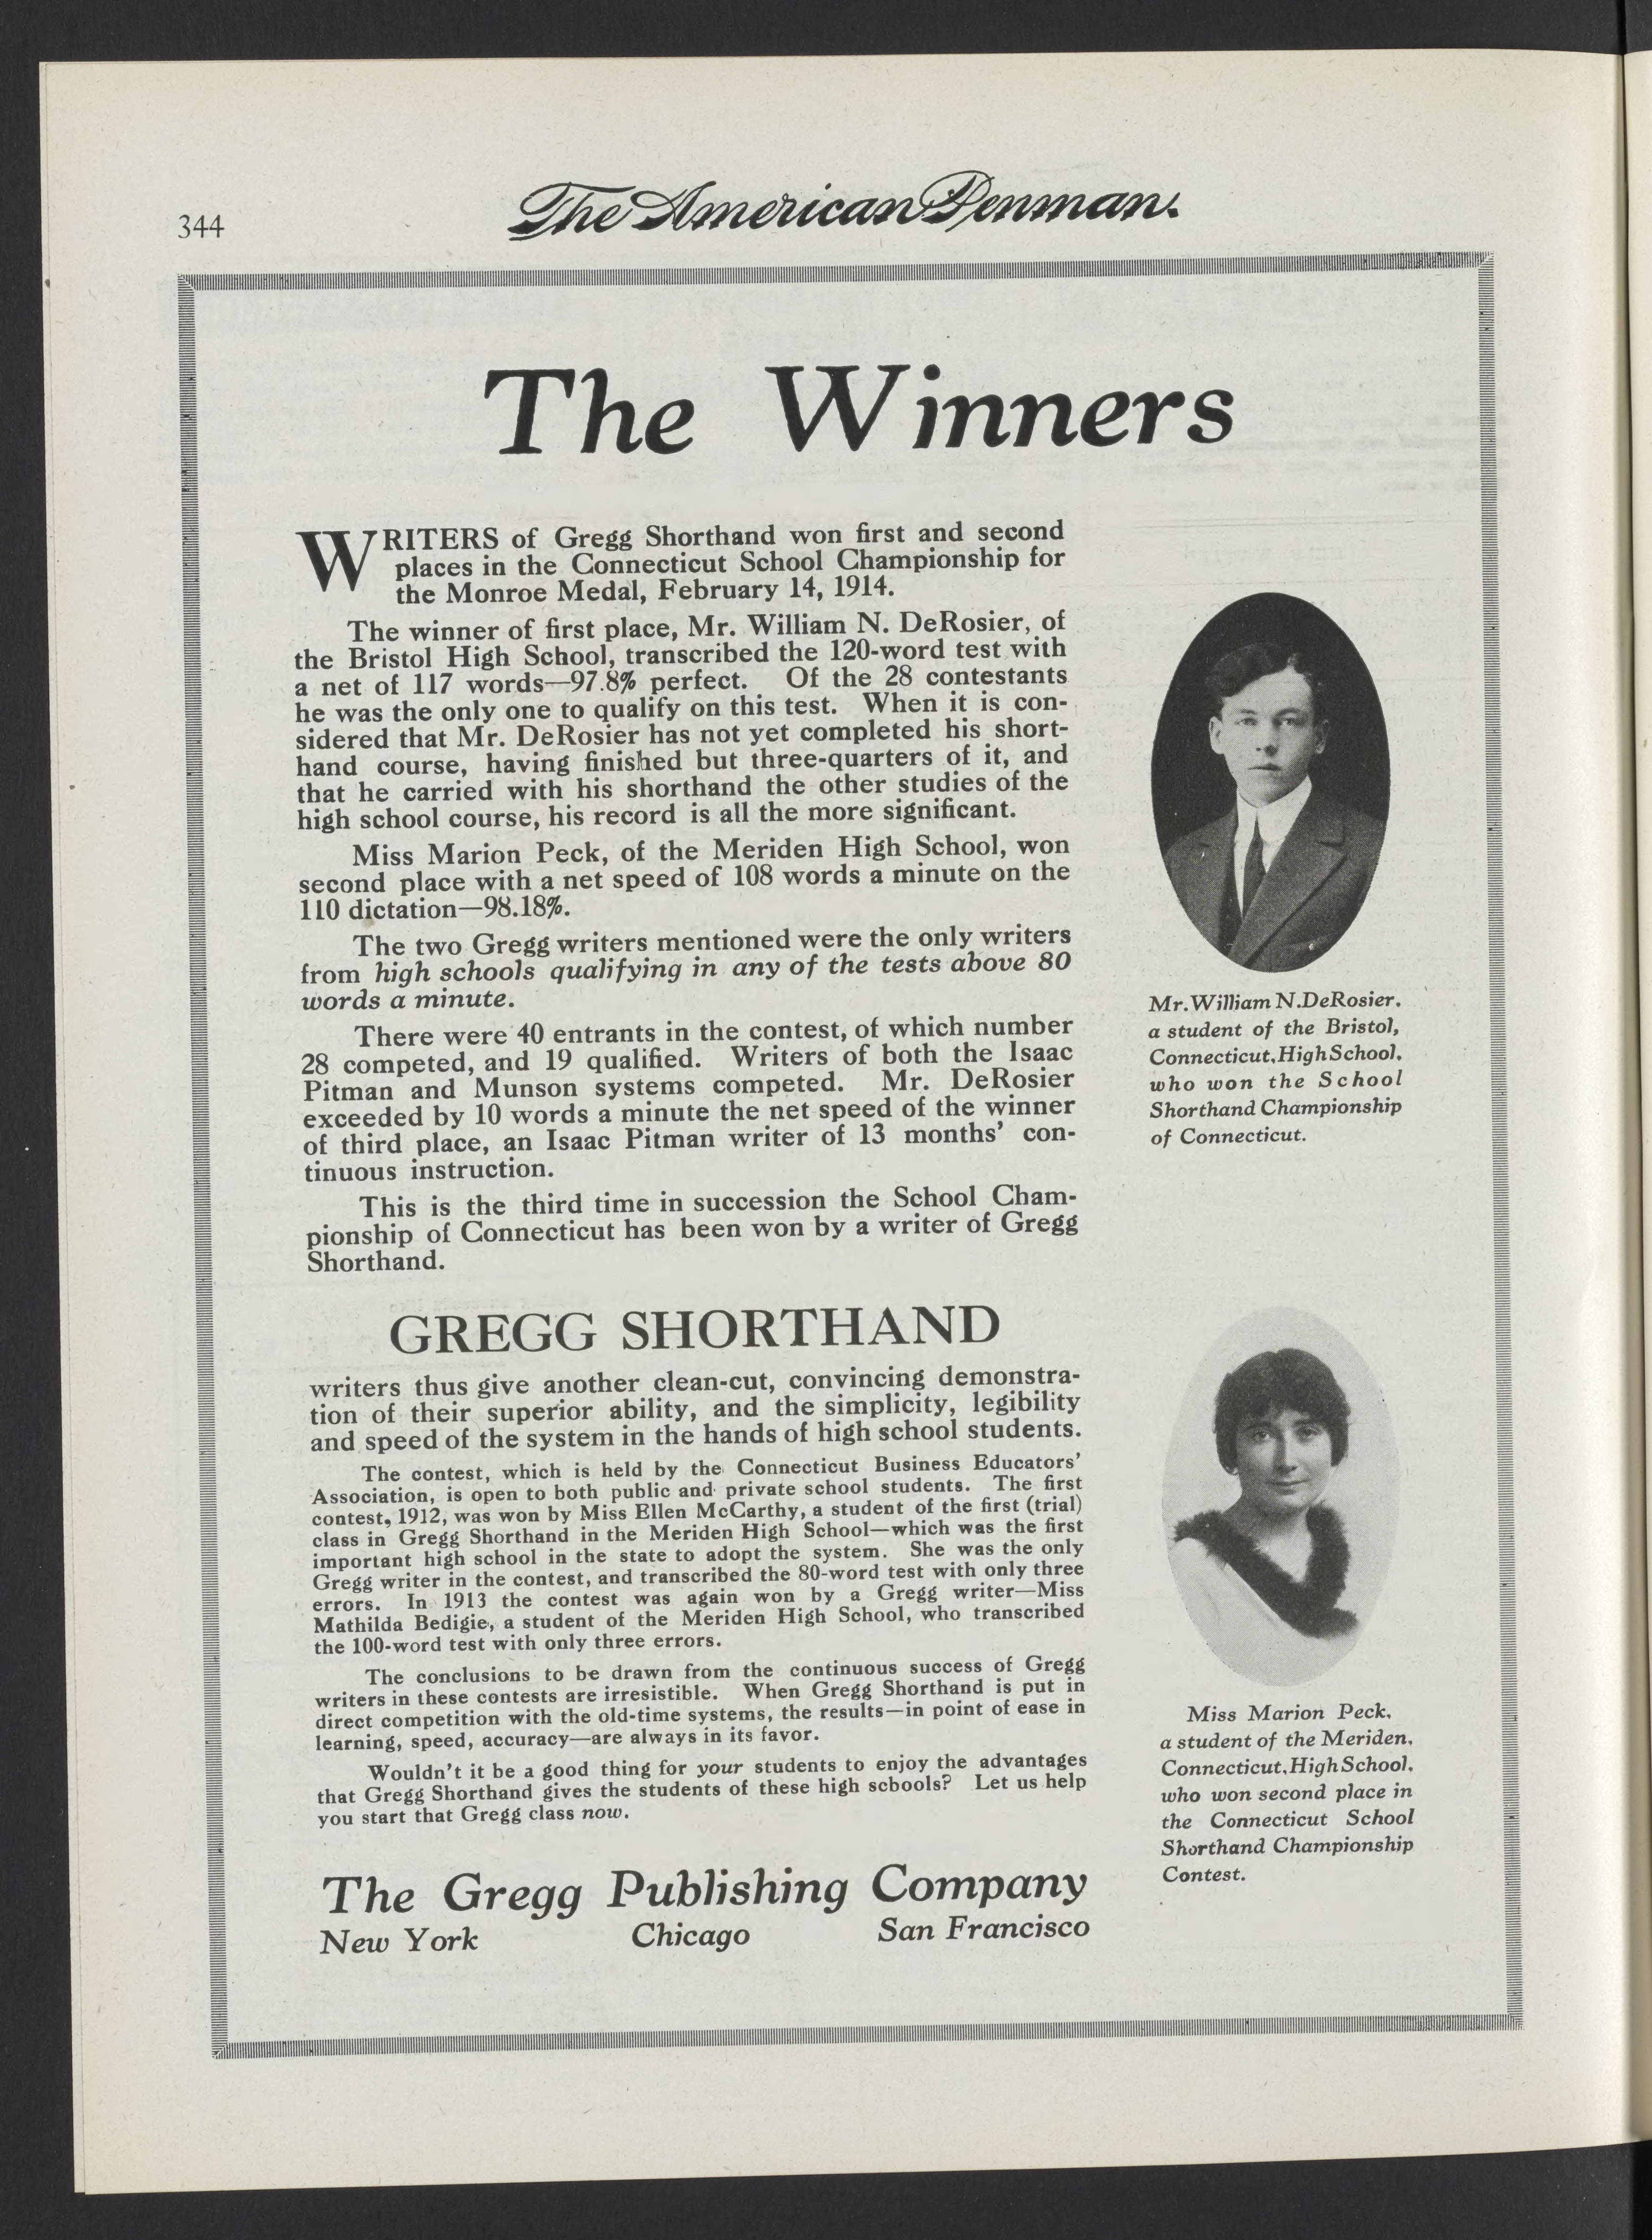 344
The American Penman.
The Winners
WRITERS of Gregg Shorthand won first and second
places in the Connecticut School Championship for
the Monroe Medal, February 14, 1914.
The winner of first place, Mr. William N. DeRosier, of
the Bristol High School, transcribed the 120-word test with
a net of 117 words—97.8% perfect. Of the 28 contestants
he was the only one to qualify on this test. When it is con-
sidered that Mr. DeRosier has not yet completed his short-
hand course, having finished but three-quarters of it, and
that he carried with his shorthand the other studies of the
high school course, his record is all the more significant.
Miss Marion Peck, of the Meriden High School, won
second place with a net speed of 108 words a minute on the
110 dictation—98.18%.
The two Gregg writers mentioned were the only writers
from high schools qualifying in any of the tests above 80
words a minute.
There were 40 entrants in the contest, of which number
28 competed, and 19 qualified. Writers of both the Isaac
Pitman and Munson systems competed. Mr. DeRosier
exceeded by 10 words a minute the net speed of the winner
of third place, an Isaac Pitman writer of 13 months' con-
tinuous instruction.
This is the third time in succession the School Cham-
pionship of Connecticut has been won by a writer of Gregg
Shorthand.
Mr. William N. DeRosier,
a student of the Bristol,
Connecticut, High School,
who won the School
Shorthand Championship
of Connecticut.
GREGG SHORTHAND
writers thus give another clean-cut, convincing demonstra-
tion of their superior ability, and the simplicity, legibility
and speed of the system in the hands of high school students.
The contest, which is held by the Connecticut Business Educators'
Association, is open to both public and private school students. The first
contest, 1912, was won by Miss Ellen McCarthy, a student of the first (trial)
class in Gregg Shorthand in the Meriden High School—which was the first
important high school in the state to adopt the system. She was the only
Gregg writer in the contest, and transcribed the 80-word test with only three
errors. In 1913 the contest was again won by a Gregg writer—Miss
Mathilda Bedigie, a student of the Meriden High School, who transcribed
the 100-word test with only three errors.
The conclusions to be drawn from the continuous success of Gregg
writers in these contests are irresistible. When Gregg Shorthand is put in
direct competition with the old-time systems, the results—in point of ease in
learning, speed, accuracy—are always in its favor.
Wouldn't it be a good thing for your students to enjoy the advantages
that Gregg Shorthand gives the students of these high schools? Let us help
you start that Gregg class now.
Miss Marion Peck,
a student of the Meriden,
Connecticut, High School,
who won second place in
the Connecticut School
Shorthand Championship
Contest.
The Gregg Publishing Company
New York Chicago San Francisco